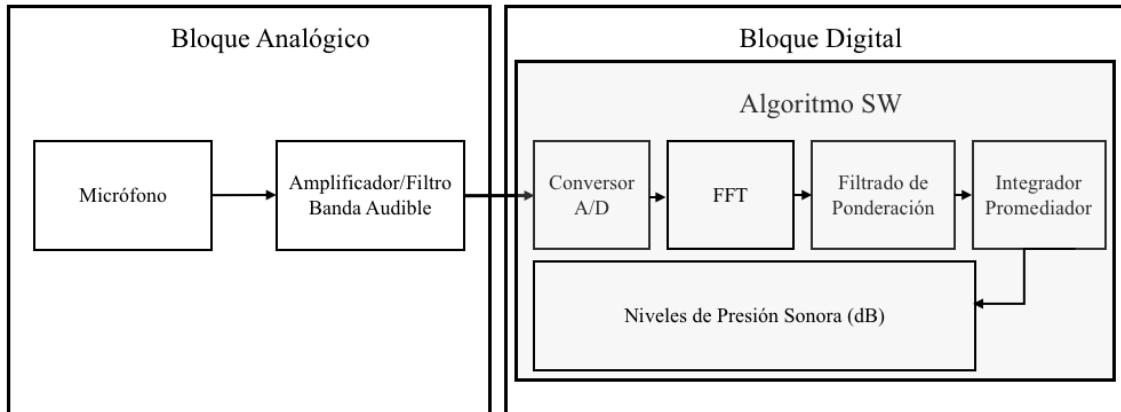 Bloque Analógico
Bloque Digital
Algoritmo SW
Micrófono
Amplificador/Filtro
Banda Audible
Conversor
A/D
FFT
Filtrado de
Ponderación
Integrador
Promediador
Niveles de Presión Sonora (dB)